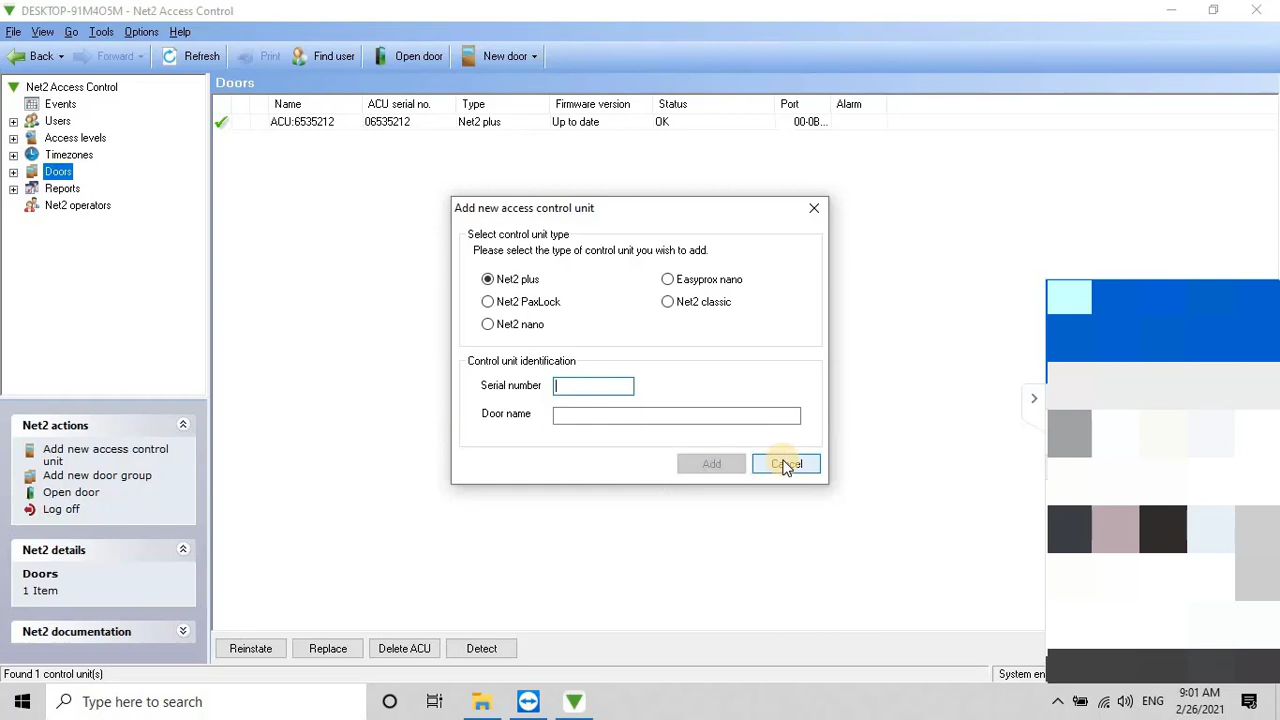 DESKTOP-91M4O5M - Net2 Access Control
File View Go Tools Options Help
Back Forward Refresh Print Find user Open door New door
Net2 Access Control
Events
Users
Access levels
Timezones
Doors
Reports
Net2 operators
Doors
Name ACU serial no. Type Firmware version Status Port Alarm
ACU:6535212 06535212 Net2 plus Up to date OK 00-0B...
Add new access control unit
Select control unit type
Please select the type of control unit you wish to add.
Net2 plus Easyprox nano
Net2 PaxLock Net2 classic
Net2 nano
Control unit identification
Serial number
Door name
Add Cancel
Net2 actions
Add new access control
unit
Add new door group
Open door
Log off
Net2 details
Doors
1 Item
Net2 documentation
Reinstate Replace Delete ACU Detect
Found 1 control unit(s)
System en
Type here to search
ENG
9:01 AM
2/26/2021